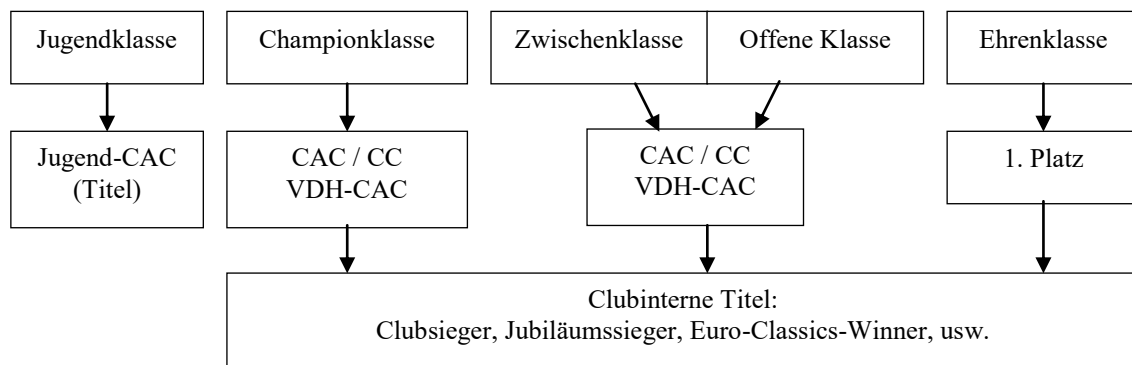 Jugendklasse
Championklasse
Zwischenklasse
Offene Klasse
Ehrenklasse
Jugend-CAC
(Titel)
CAC / CC
VDH-CAC
CAC / CC
VDH-CAC
1. Platz
Clubinterne Titel:
Clubsieger, Jubiläumssieger, Euro-Classics-Winner, usw.